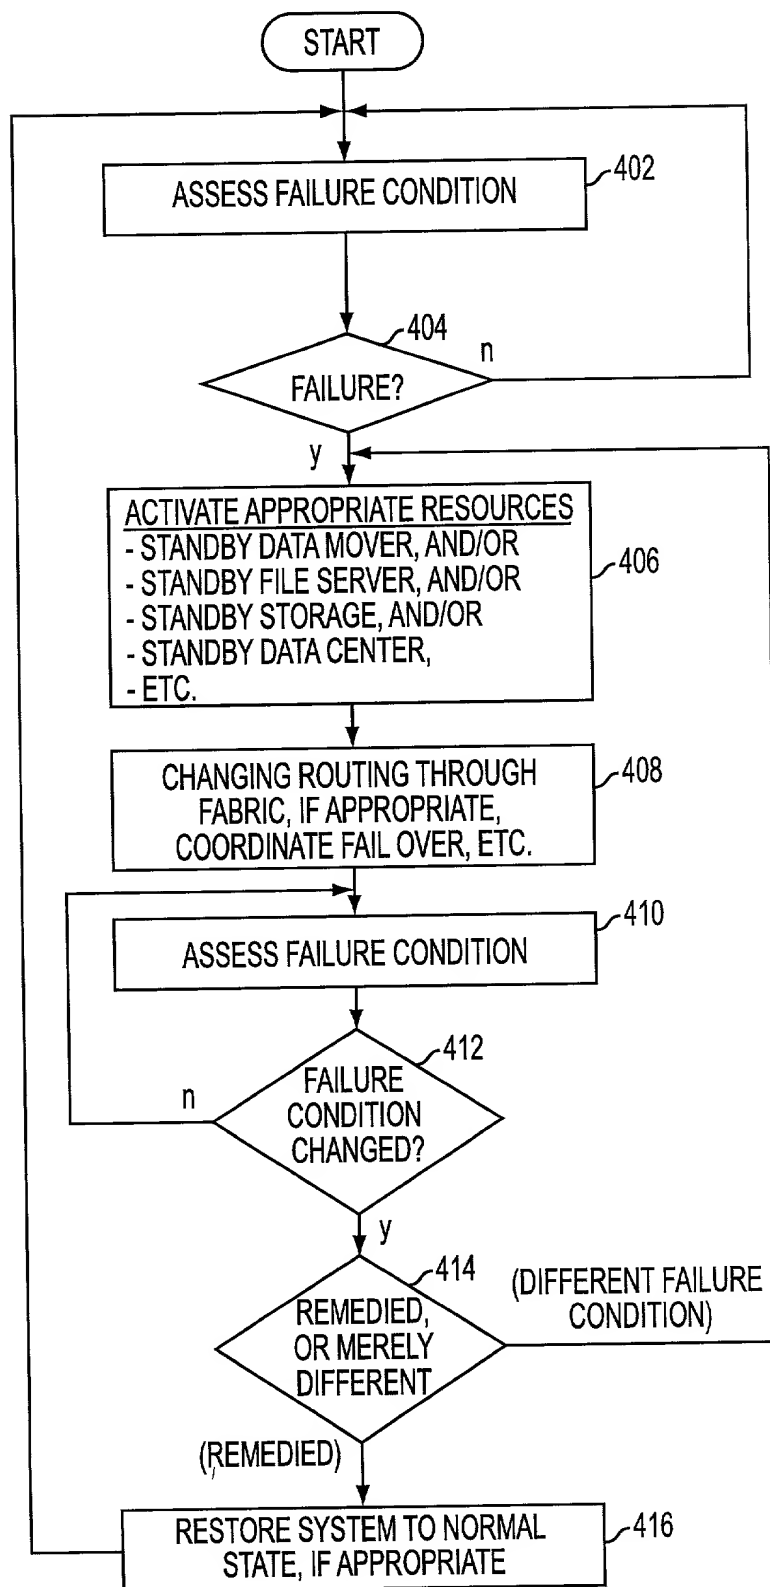 START
ASSESS FAILURE CONDITION
402
404
n
FAILURE?
y
ACTIVATE APPROPRIATE RESOURCES
- STANDBY DATA MOVER, AND/OR
- STANDBY FILE SERVER, AND/OR
- STANDBY STORAGE, AND/OR
- STANDBY DATA CENTER,
- ETC.
406
CHANGING ROUTING THROUGH
FABRIC, IF APPROPRIATE,
COORDINATE FAIL OVER, ETC.
408
410
ASSESS FAILURE CONDITION
412
n
FAILURE
CONDITION
CHANGED?
y
414
(DIFFERENT FAILURE
CONDITION)
REMEDIED,
OR MERELY
DIFFERENT
(REMEDIED)
RESTORE SYSTEM TO NORMAL
STATE, IF APPROPRIATE
416